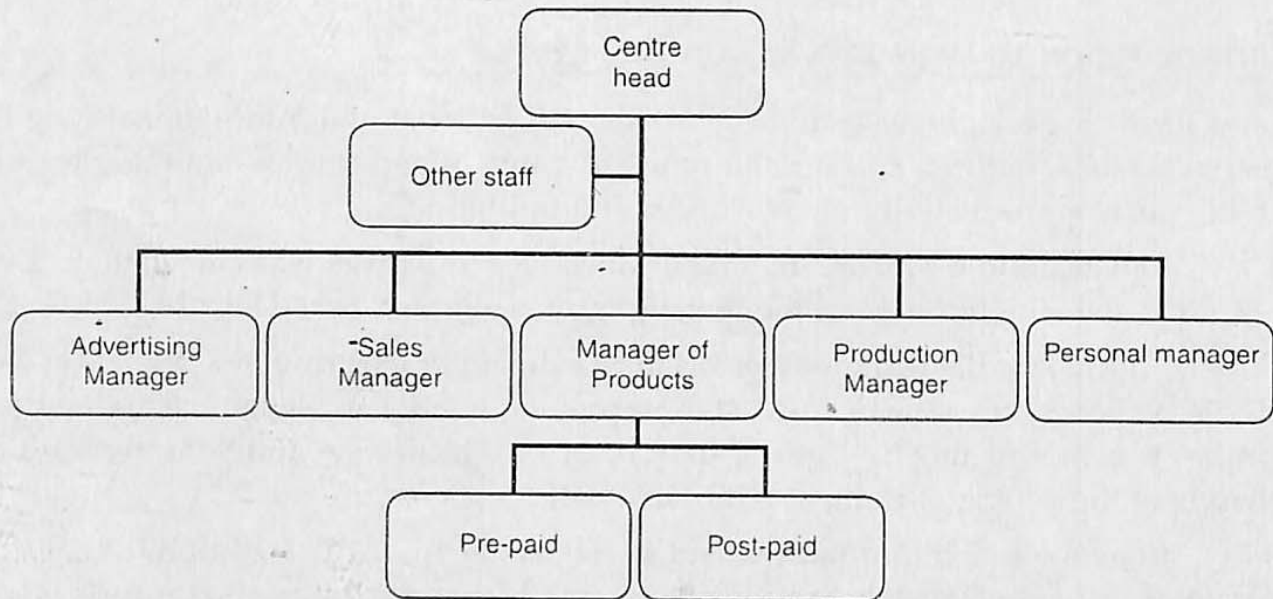 Centre
head
Other staff
Advertising
Manager
Sales
Manager
Manager of
Products
Production
Manager
Personal manager
Pre-paid
Post-paid